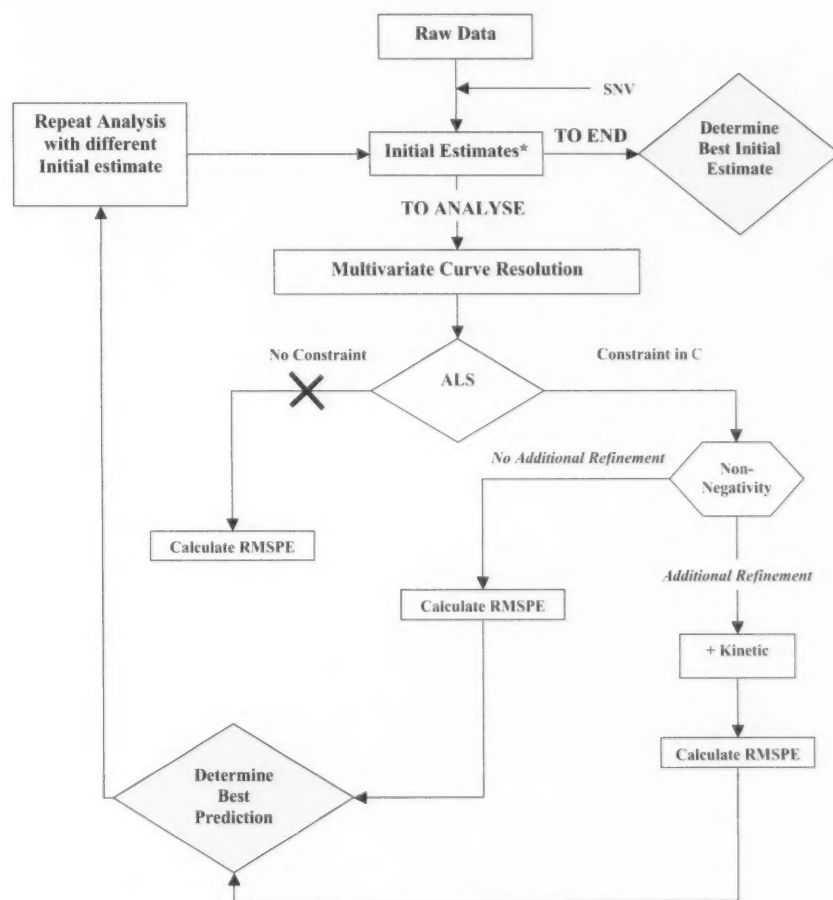 Raw Data
SNV
Repeat Analysis
with different
Initial estimate
Initial Estimates*
TO END
Determine
Best Initial
Estimate
TO ANALYSE
Multivariate Curve Resolution
No Constraint
ALS
Constraint in C
No Additional Refinement
Non-
Negativity
Calculate RMSPE
Additional Refinement
Calculate RMSPE
+ Kinetic
Calculate RMSPE
Determine
Best
Prediction